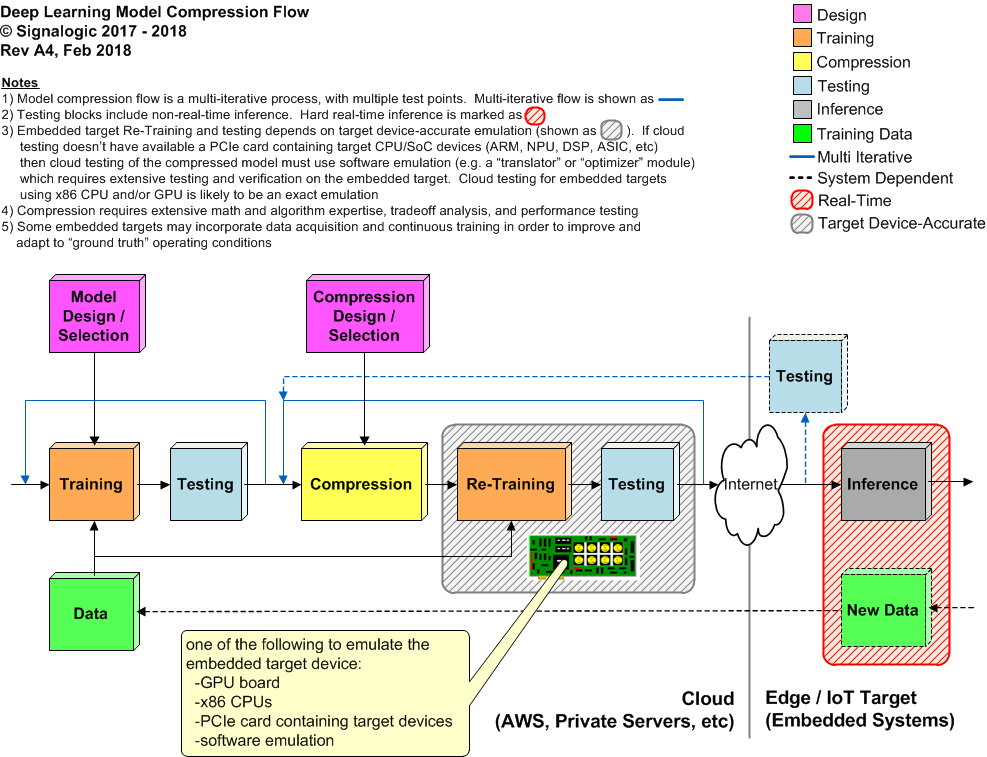 Deep Learning Model Compression Flow
© Signalogic 2017 - 2018
Rev A4, Feb 2018
Notes
1) Model compression flow is a multi-iterative process, with multiple test points.  Multi-iterative flow is shown as
2) Testing blocks include non-real-time inference.  Hard real-time inference is marked as
3) Embedded target Re-Training and testing depends on target device-accurate emulation (shown as ).  If cloud
testing doesn't have available a PCIe card containing target CPU/SoC devices (ARM, NPU, DSP, ASIC, etc)
then cloud testing of the compressed model must use software emulation (e.g. a “translator” or “optimizer” module)
which requires extensive testing and verification on the embedded target.  Cloud testing for embedded targets
using x86 CPU and/or GPU is likely to be an exact emulation
4) Compression requires extensive math and algorithm expertise, tradeoff analysis, and performance testing
5) Some embedded targets may incorporate data acquisition and continuous training in order to improve and
adapt to “ground truth” operating conditions
Design
Training
Compression
Testing
Inference
Training Data
Multi Iterative
System Dependent
Real-Time
Target Device-Accurate
Model
Design /
Selection
Compression
Design /
Selection
Testing
Training
Testing
Compression
Re-Training
Testing
Internet
Inference
Data
New Data
one of the following to emulate the
embedded target device:
-GPU board
-x86 CPUs
-PCIe card containing target devices
-software emulation
Cloud
(AWS, Private Servers, etc)
Edge / IoT Target
(Embedded Systems)